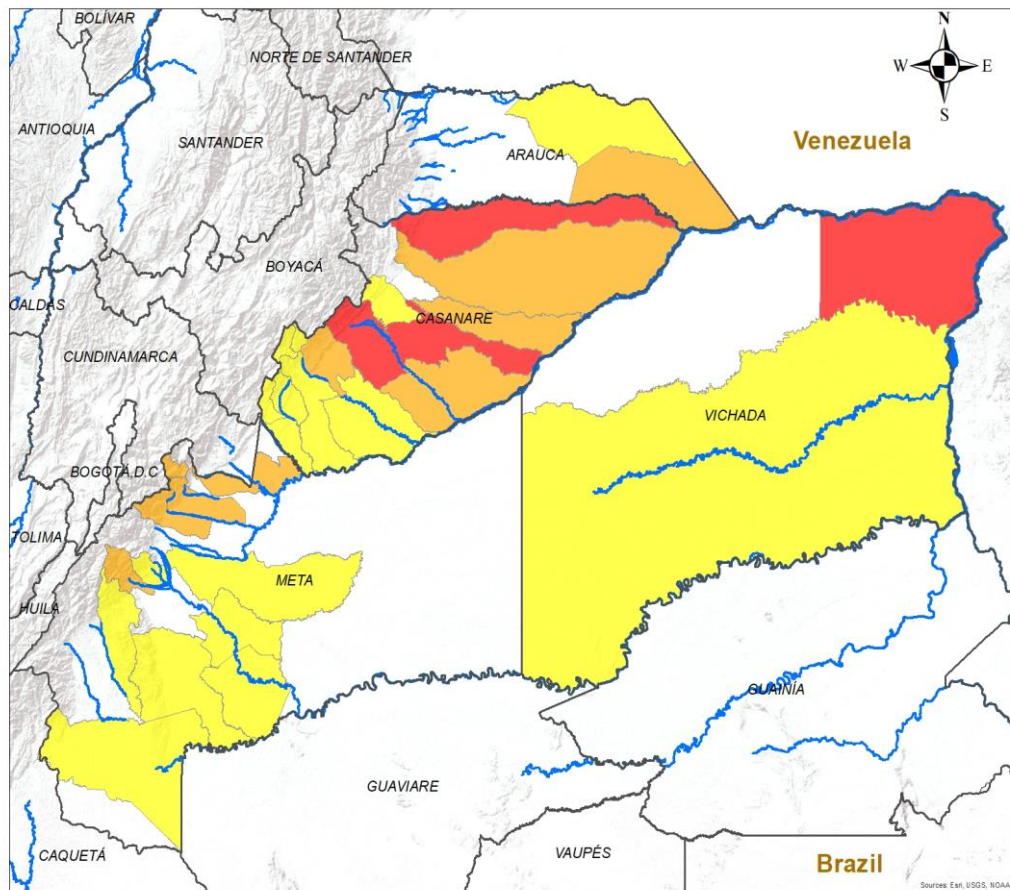 BOLÍVAR
NORTE DE SANTANDER
N
W E
S
ANTIOQUIA
SANTANDER
ARAUCA
Venezuela
BOYACÁ
CALDAS
CASANARE
CUNDINAMARCA
VICHADA
BOGOTÁ D.C
TOLIMA
META
HUILA
GUAINÍA
GUAVIARE
CAQUETÁ
VAUPÉS
Brazil
Sources: Esri, USGS, NOAA